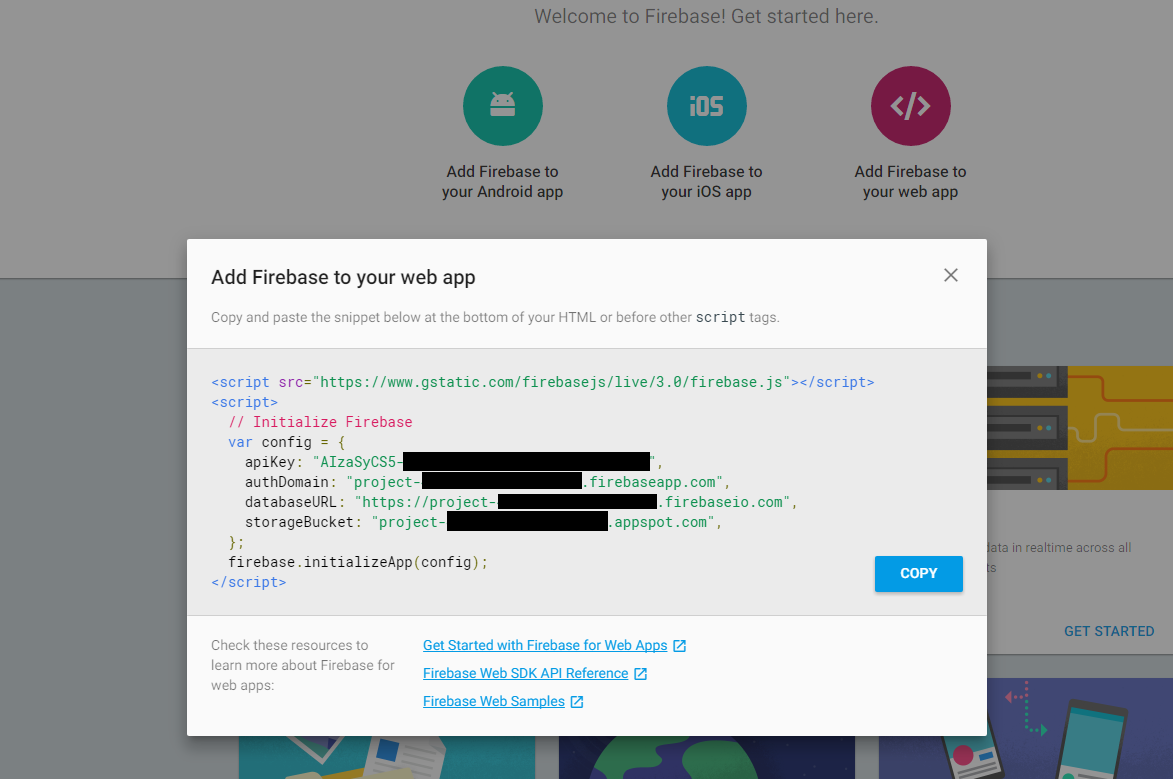 Welcome to Firebase! Get started here.
iOS
</>
Add Firebase to
your Android app
Add Firebase to
your iOS app
Add Firebase to
your web app
Add Firebase to your web app
Copy and paste the snippet below at the bottom of your HTML or before other script tags.
<script src="https://www.gstatic.com/firebasejs/live/3.0/firebase.js"></script>
<script>
// Initialize Firebase
var config = {
apiKey: "AIzaSyCS5-",
authDomain: "project-.firebaseapp.com",
databaseURL: "https://project-.firebaseio.com",
storageBucket: "project-.appspot.com",
};
firebase.initializeApp(config);
</script>
COPY
data in realtime across all
ts
GET STARTED
Check these resources to
learn more about Firebase for
web apps:
Get Started with Firebase for Web Apps
Firebase Web SDK API Reference
Firebase Web Samples